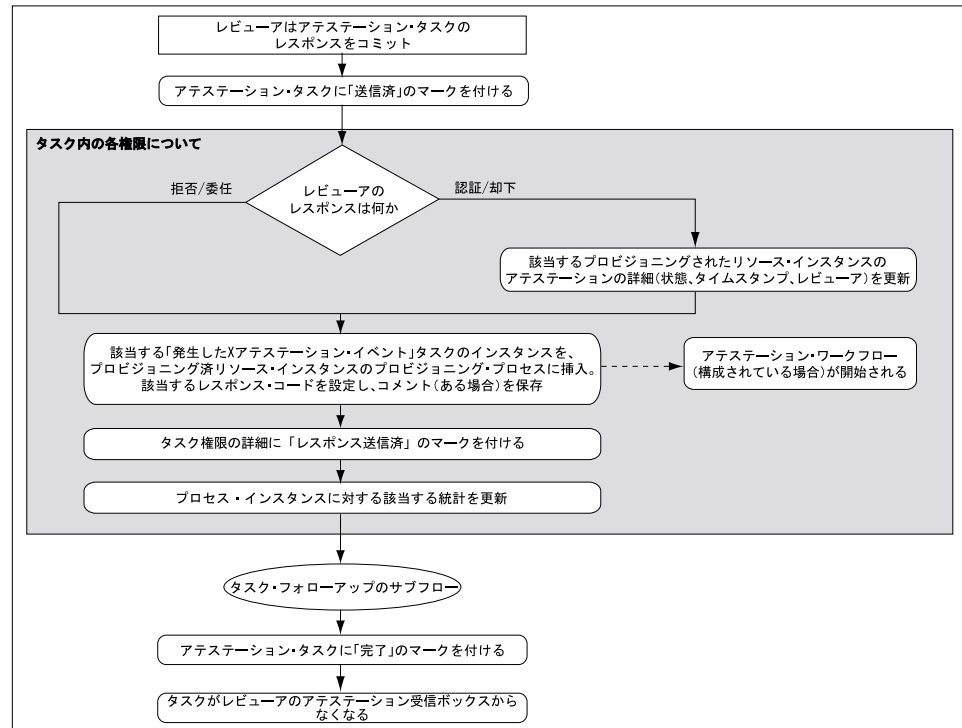 レビューアはアテステーション・タスクの
レスポンスをコミット
アテステーション・タスクに「送信済」のマークを付ける
タスク内の各権限について
拒否/委任
レビューアの
レスポンスは何か
認証/却下
該当するプロビジョニングされたリソース・インスタンスの
アテステーションの詳細(状態、タイムスタンプ、レビューア)を更新
該当する「発生したXアテステーション・イベント」タスクのインスタンスを、
プロビジョニング済リソース・インスタンスのプロビジョニング・プロセスに挿入。
該当するレスポンス・コードを設定し、コメント(ある場合)を保存
アテステーション・ワークフロー
(構成されている場合)が開始される
タスク権限の詳細に「レスポンス送信済」のマークを付ける
プロセス・インスタンスに対する該当する統計を更新
タスク・フォローアップのサブフロー
アテステーション・タスクに「完了」のマークを付ける
タスクがレビューアのアテステーション受信ボックスから
なくなる